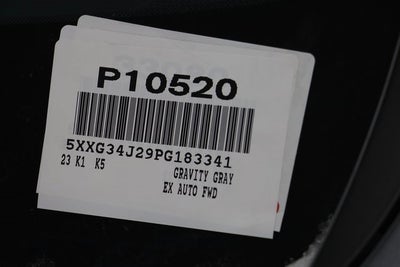 P10520
5XXG34J29PG183341
23 K1 K5
GRAVITY GRAY
EX AUTO FWD